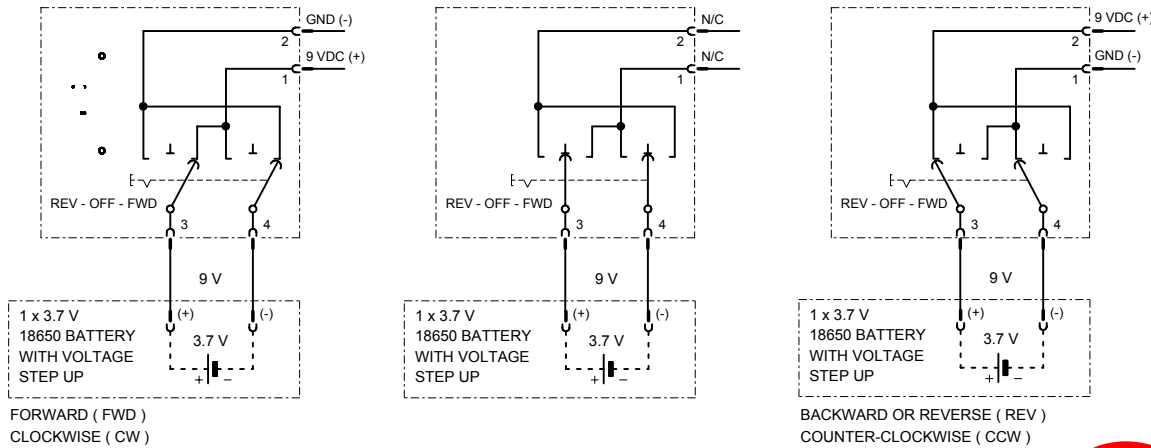 GND (-)
2
9 VDC (+)
1
REV - OFF - FWD
3
4
9 V
1 x 3.7 V
18650 BATTERY
WITH VOLTAGE
STEP UP
(+)
(-)
3.7 V
+
–
FORWARD ( FWD )
CLOCKWISE ( CW )
N/C
2
N/C
1
REV - OFF - FWD
3
4
9 V
1 x 3.7 V
18650 BATTERY
WITH VOLTAGE
STEP UP
(+)
(-)
3.7 V
+
–
9 VDC (+)
2
GND (-)
1
REV - OFF - FWD
3
4
9 V
1 x 3.7 V
18650 BATTERY
WITH VOLTAGE
STEP UP
(+)
(-)
3.7 V
+
–
BACKWARD OR REVERSE ( REV )
COUNTER-CLOCKWISE ( CCW )